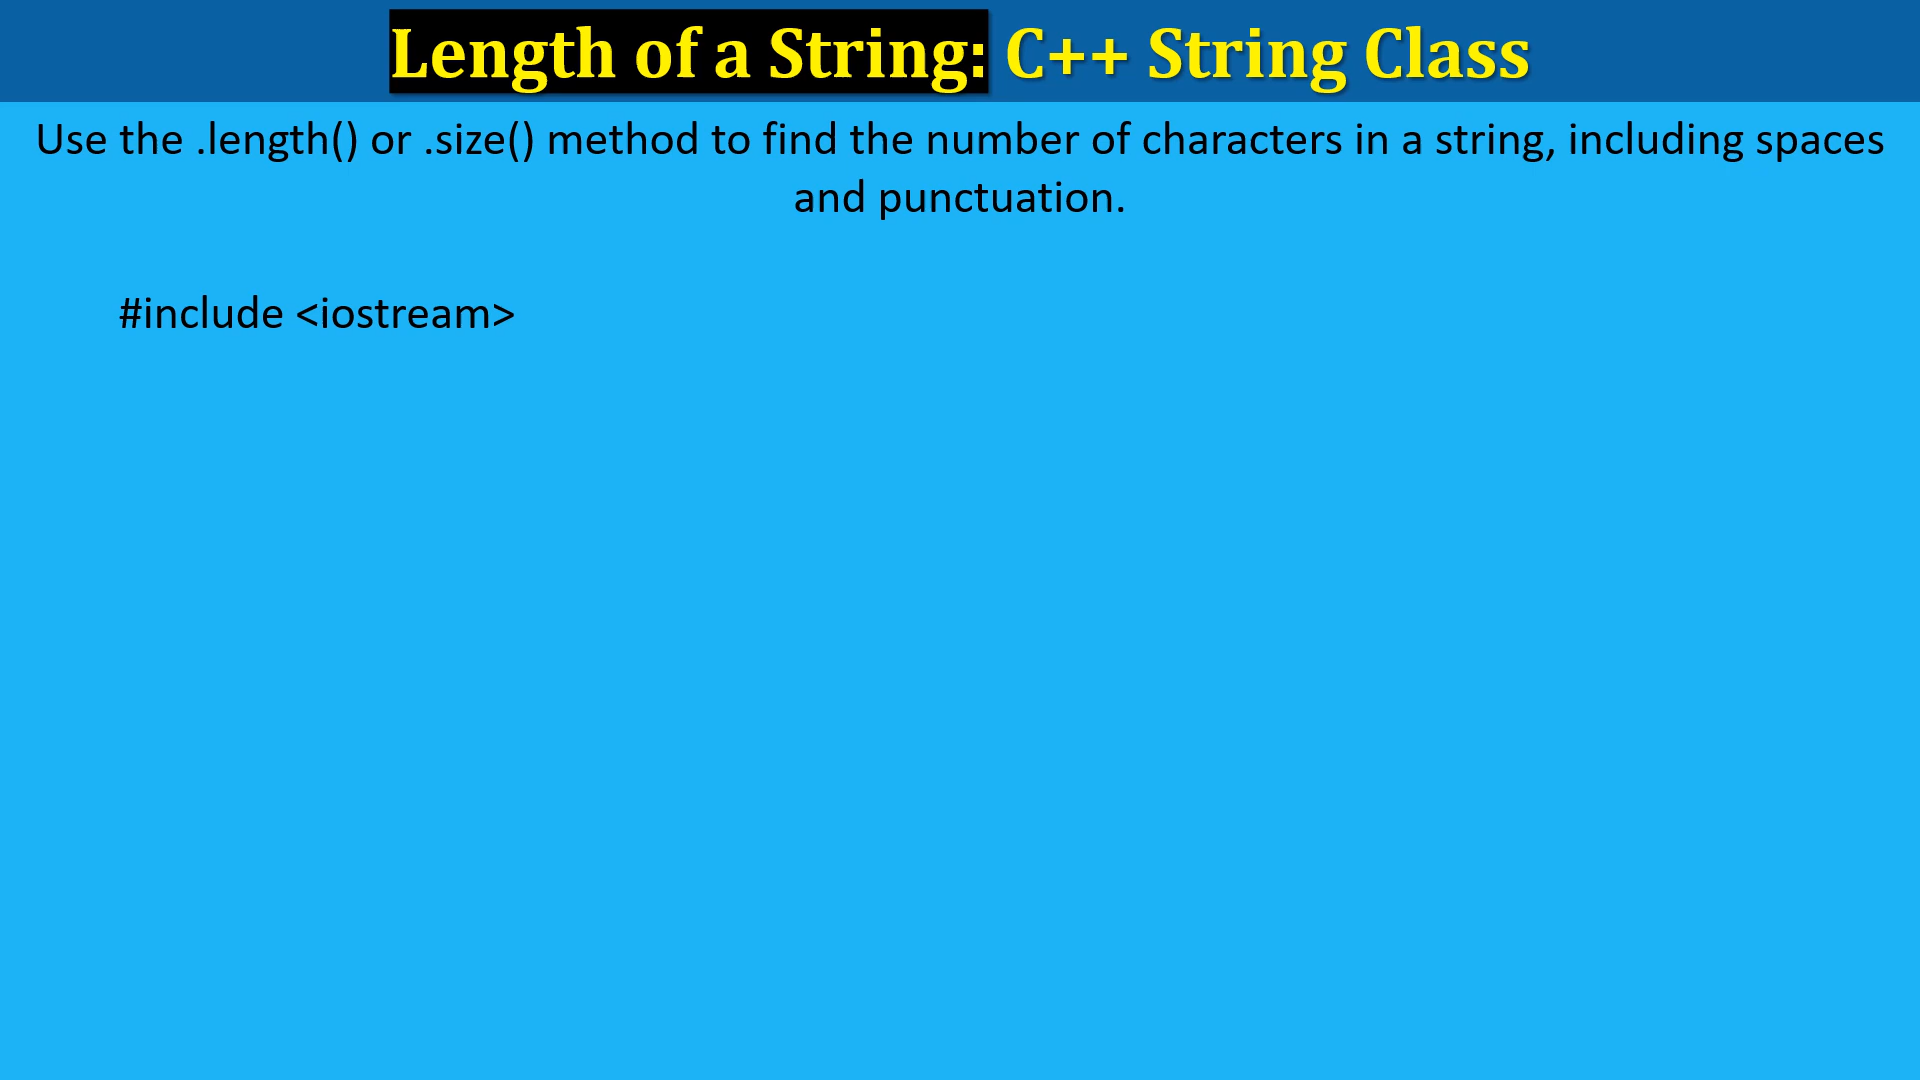 Length of a String: C++ String Class
Use the .length() or .size() method to find the number of characters in a string, including spaces
and punctuation.
#include <iostream>